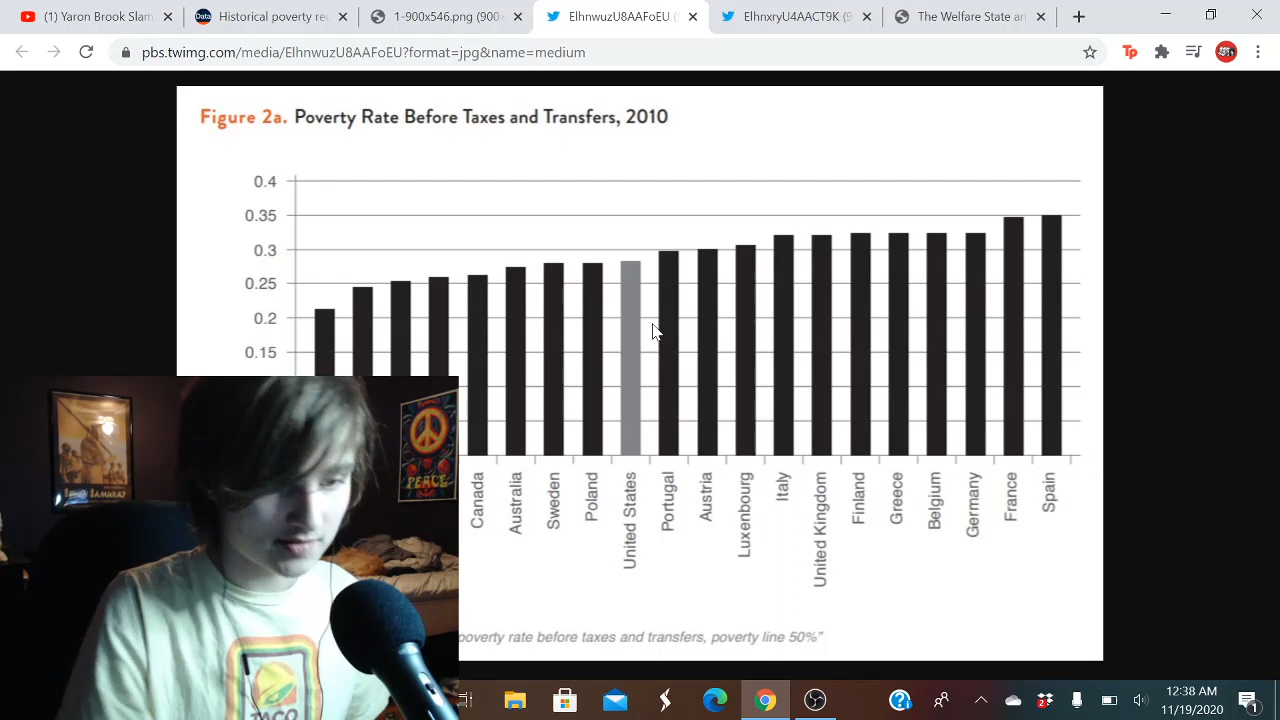 Yaron Brook Slam
Historical poverty re
1-900x546.png (900
ElhnwuzU8AAFoEU (
ElhnxryU4AAGT9K (9
The Welfare State an
pbs.twimg.com/media/ElhnwuzU8AAFoEU?format=jpg&name=medium
Figure 2a. Poverty Rate Before Taxes and Transfers, 2010
0.4
0.35
0.3
0.25
0.2
0.15
Canada
Australia
Sweden
Poland
United States
Portugal
Austria
Luxenbourg
Italy
United Kingdom
Finland
Greece
Belgium
Germany
France
Spain
poverty rate before taxes and transfers, poverty line 50%”
PEACE
SAMURAI
TACO
12:38 AM
11/19/2020